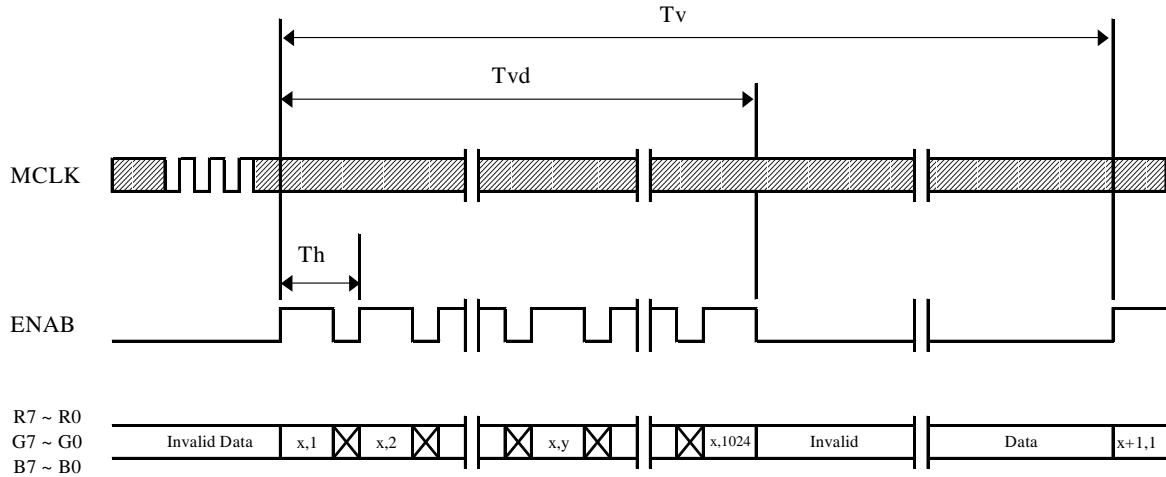 Tv
Tvd
MCLK
Th
ENAB
R7 ~ R0
G7 ~ G0
B7 ~ B0
Invalid Data
x,1
x,2
x,y
x,1024
Invalid
Data
x+1,1